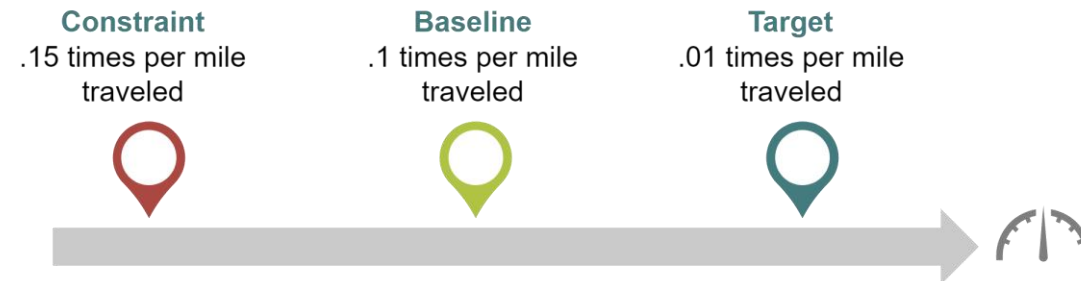 Constraint
.15 times per mile
traveled
Baseline
.1 times per mile
traveled
Target
.01 times per mile
traveled